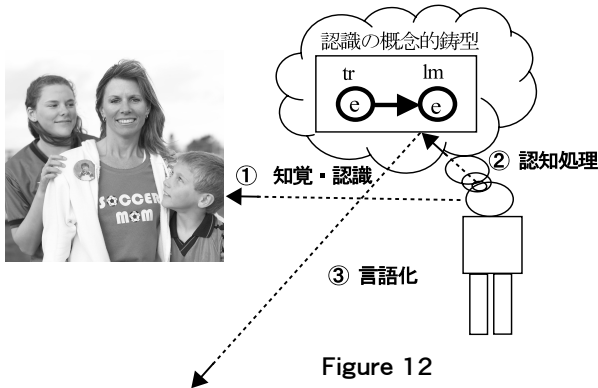 認識の概念的鋳型
tr
lm
e
e
② 認知処理
① 知覚・認識
SOCCER
MOM
③ 言語化
Figure 12